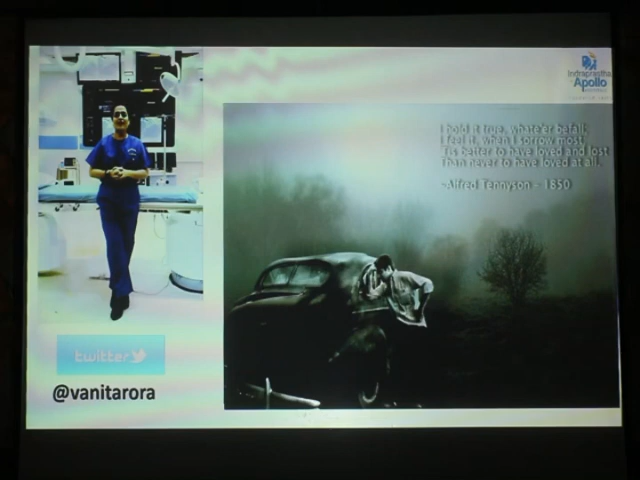 Indraprastha
Apollo
I hold it true, whate'er befall;
I feel it, when I sorrow most;
'Tis better to have loved and lost
Than never to have loved at all.
-Alfred Tennyson - 1850
twitter
@vanitarora